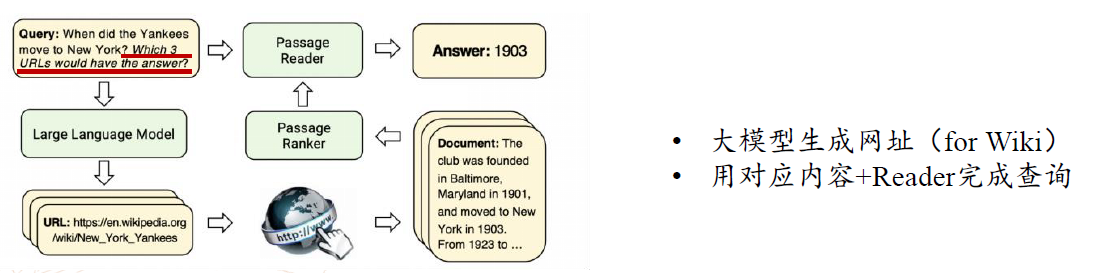 Query: When did the Yankees
move to New York? Which 3
URLs would have the answer?
Passage
Reader
Answer: 1903
Large Language Model
Passage
Ranker
Document: The
club was founded
in Baltimore,
Maryland in 1901,
and moved to New
York in 1903.
From 1923 to ...
URL: https://en.wikipedia.org
/wiki/New_York_Yankees
http://www
• 大模型生成网址（for Wiki）
• 用对应内容+Reader完成查询